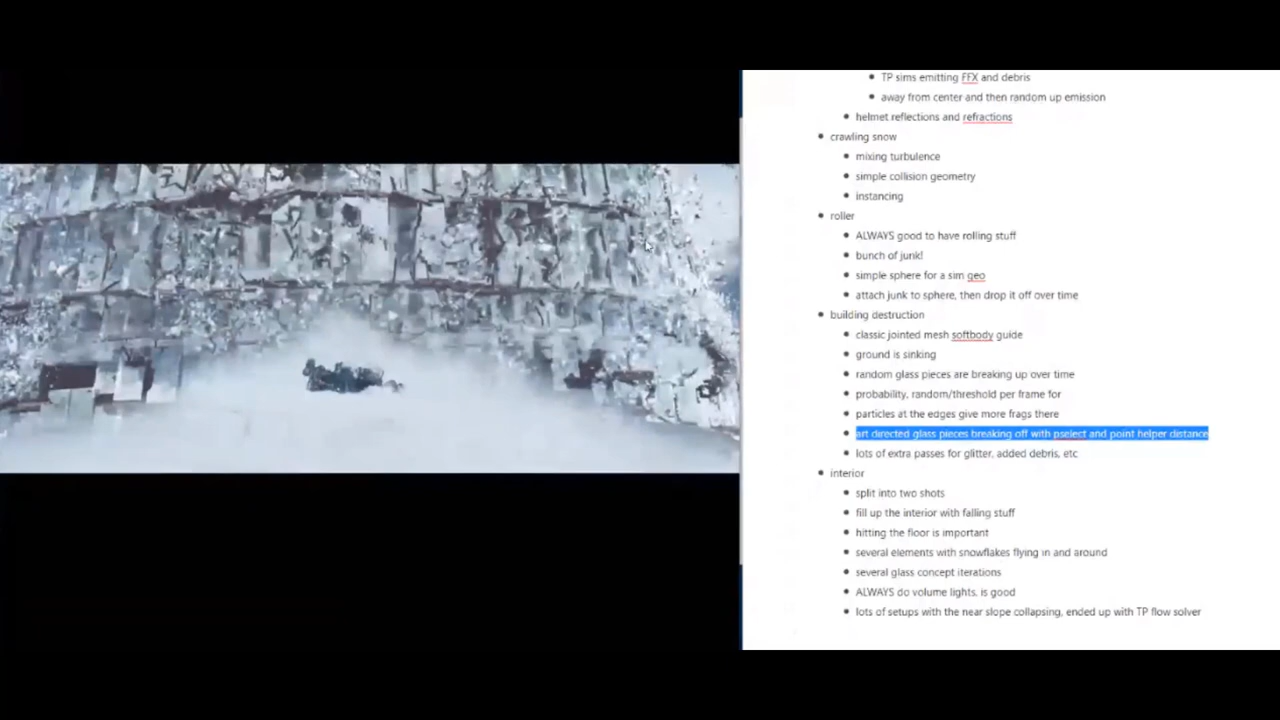 TP sims emitting FFX and debris
away from center and then random up emission
helmet reflections and refractions
crawling snow
mixing turbulence
simple collision geometry
instancing
roller
ALWAYS good to have rolling stuff
bunch of junk!
simple sphere for a sim geo
attach junk to sphere, then drop it off over time
building destruction
classic jointed mesh softbody guide
ground is sinking
random glass pieces are breaking up over time
probability, random/threshold per frame for
particles at the edges give more frags there
art directed glass pieces breaking off with pselect and point helper distance
lots of extra passes for glitter, added debris, etc
interior
split into two shots
fill up the interior with falling stuff
hitting the floor is important
several elements with snowflakes flying in and around
several glass concept iterations
ALWAYS do volume lights, is good
lots of setups with the near slope collapsing, ended up with TP flow solver